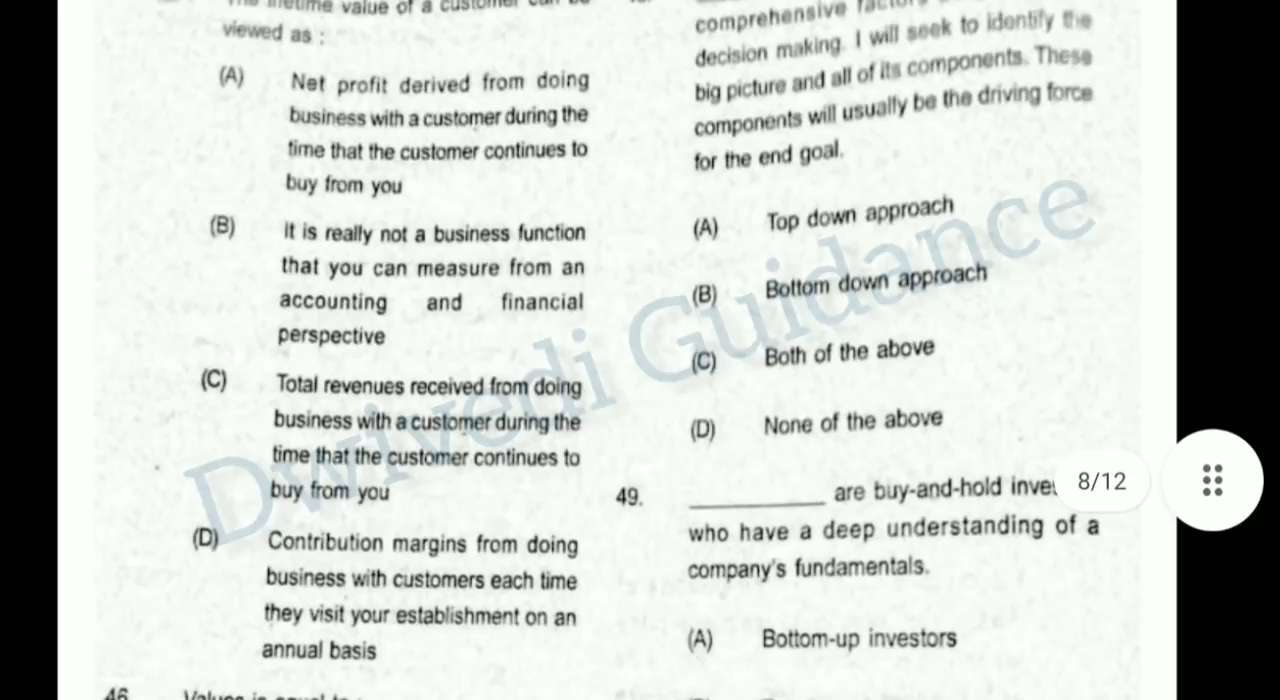 lifetime value of a customer can be
viewed as :
(A) Net profit derived from doing
business with a customer during the
time that the customer continues to
buy from you
(B) It is really not a business function
that you can measure from an
accounting and financial
perspective
(C) Total revenues received from doing
business with a customer during the
time that the customer continues to
buy from you
(D) Contribution margins from doing
business with customers each time
they visit your establishment on an
annual basis
46.
comprehensive
decision making. I will seek to identify the
big picture and all of its components. These
components will usually be the driving force
for the end goal.
(A) Top down approach
(B) Bottom down approach
(C) Both of the above
(D) None of the above
49. __________ are buy-and-hold
who have a deep understanding of a
company's fundamentals.
(A) Bottom-up investors
8/12
Dwivedi Guidance